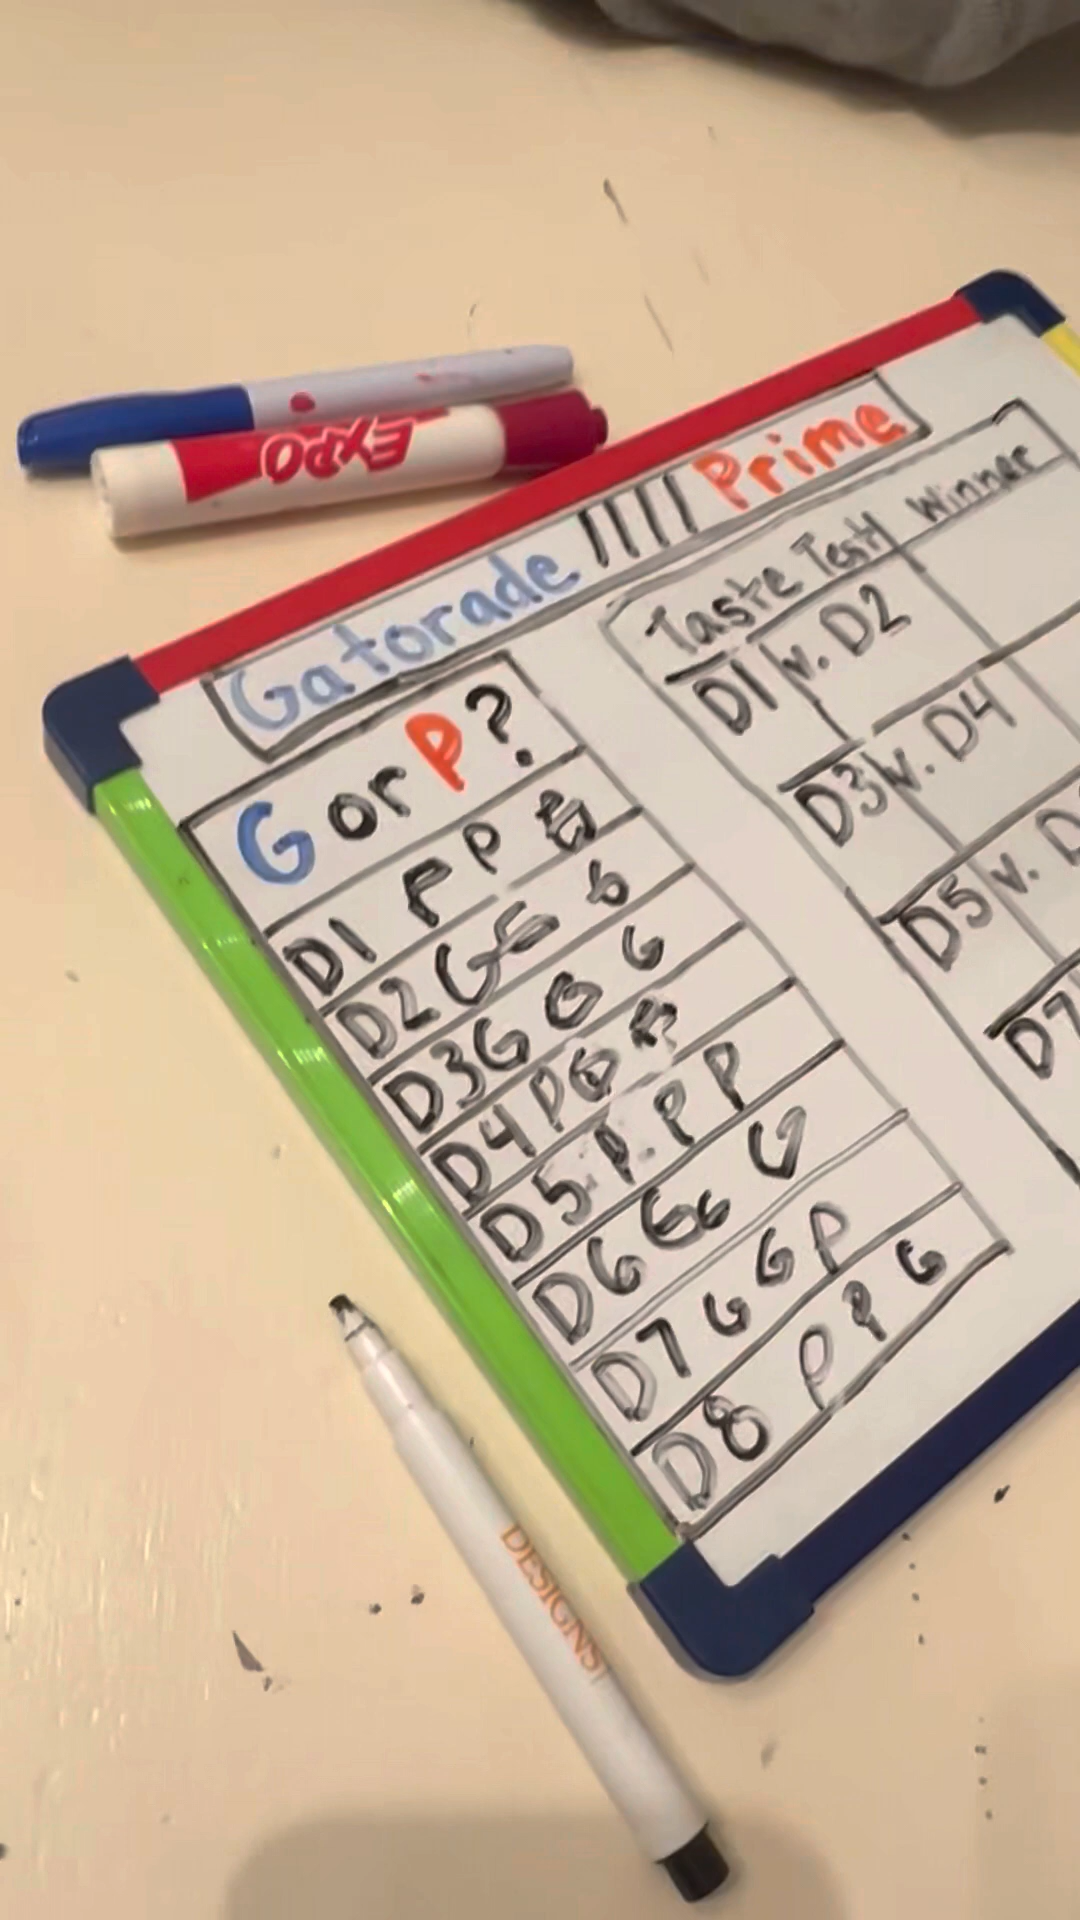 EXPO
Gatorade //// Prime
G or P?
D1 P P
D2 G G
D3 G G G
D4 P G
D5 P P P
D6 G G G
D7 G G P
D8 P P G
Taste Test! Winner
D1 v. D2
D3 v. D4
D5 v. D
D7
DESIGNS